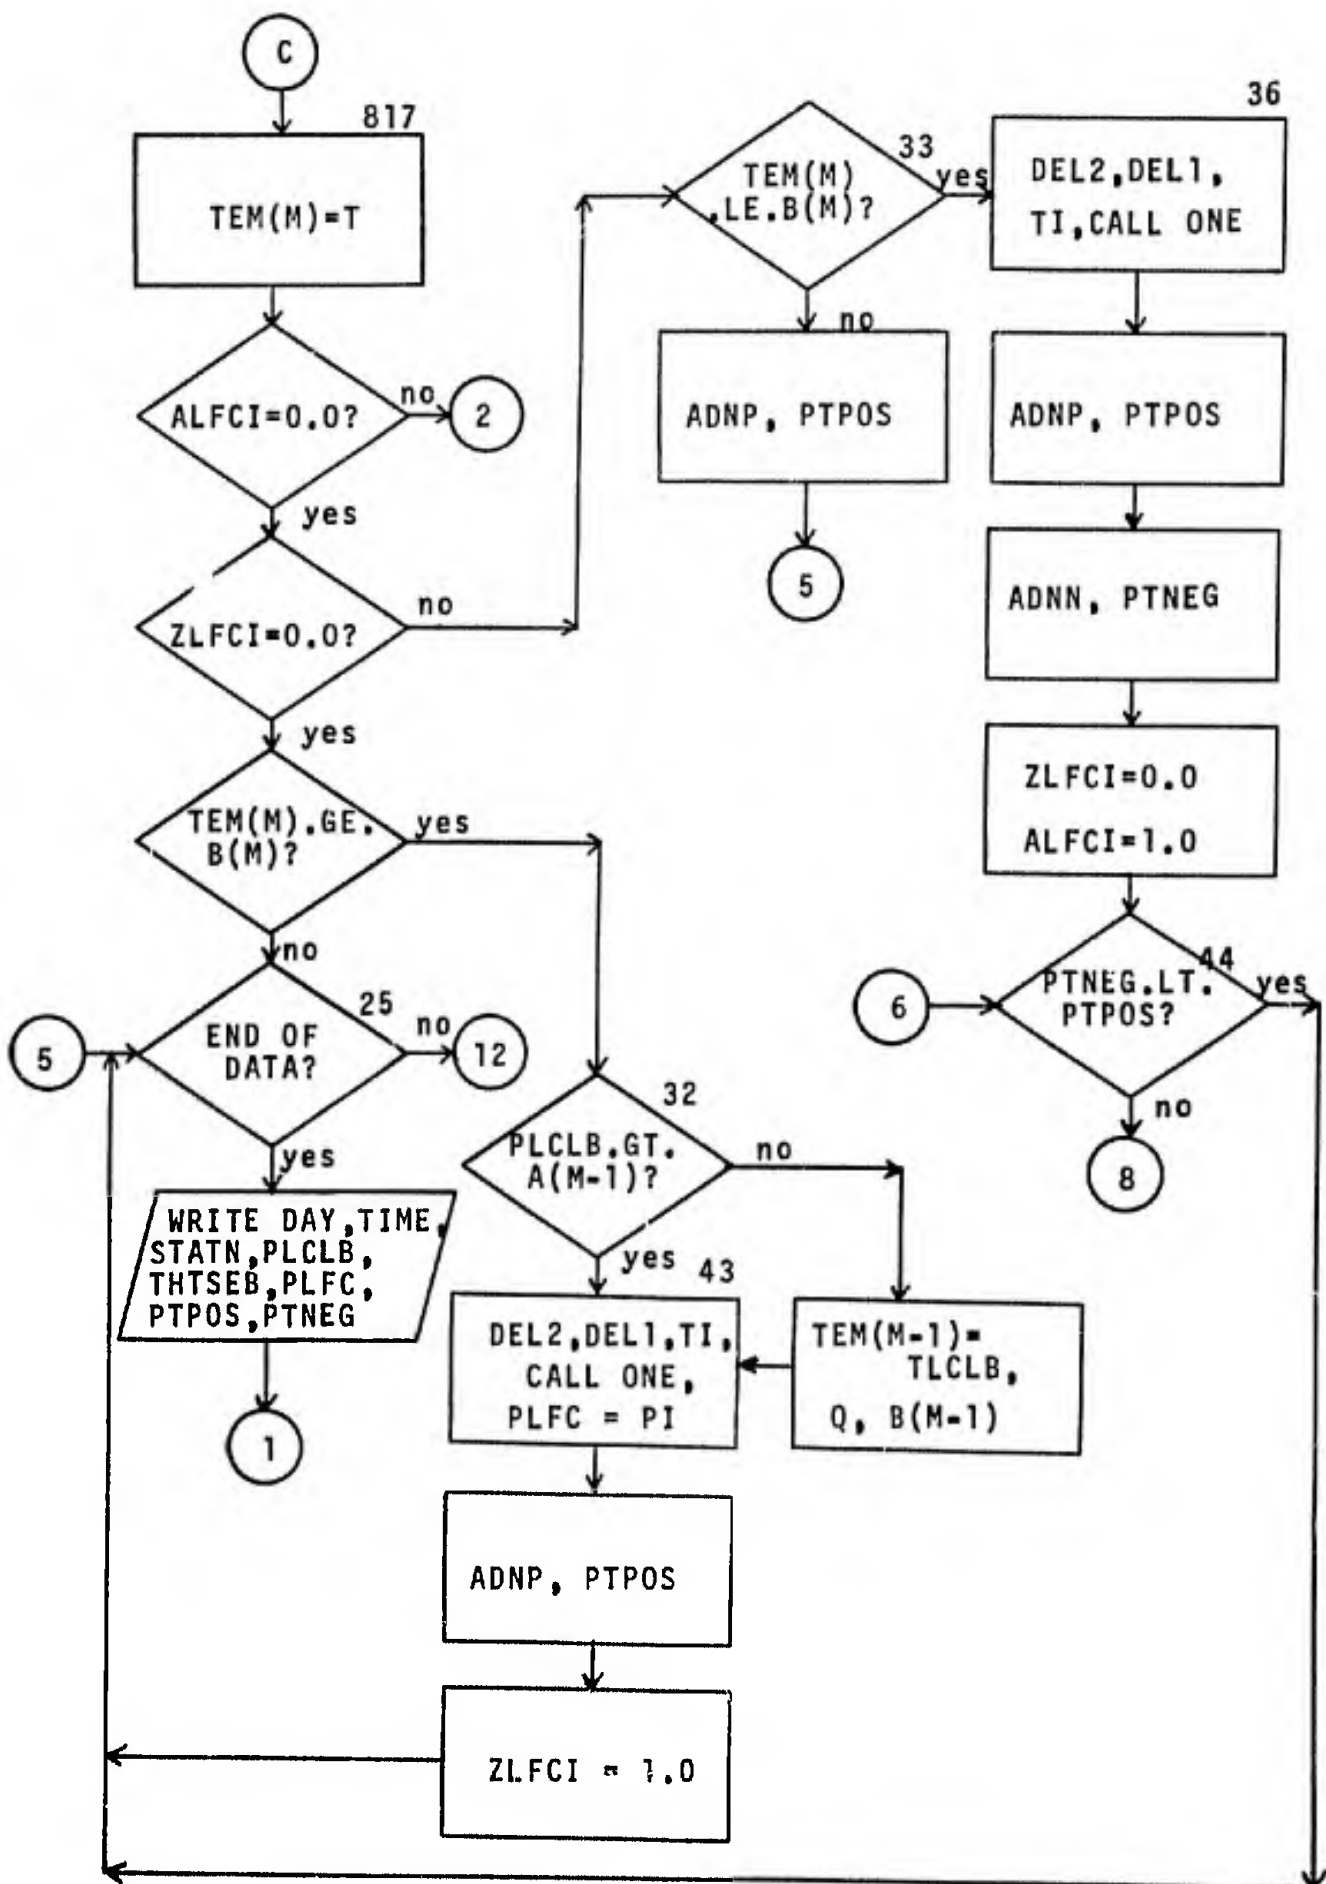 C
817
TEM(M)=T
ALFCI=0.0?
no
2
yes
ZLFCI=0.0?
no
yes
TEM(M).GE.
B(M)?
yes
no
5
25
END OF
DATA?
no
12
yes
WRITE DAY,TIME,
STATN,PLCLB,
THTSEB,PLFC,
PTPOS,PTNEG
1
33
TEM(M)
.LE.B(M)?
yes
no
ADNP, PTPOS
5
36
DEL2,DEL1,
TI,CALL ONE
ADNP, PTPOS
ADNN, PTNEG
ZLFCI=0.0
ALFCI=1.0
6
44
PTNEG.LT.
PTPOS?
yes
no
8
32
PLCLB.GT.
A(M-1)?
no
yes
43
DEL2,DEL1,TI,
CALL ONE,
PLFC = PI
TEM(M-1)=
TLCLB,
Q, B(M-1)
ADNP, PTPOS
ZLFCI = 1.0